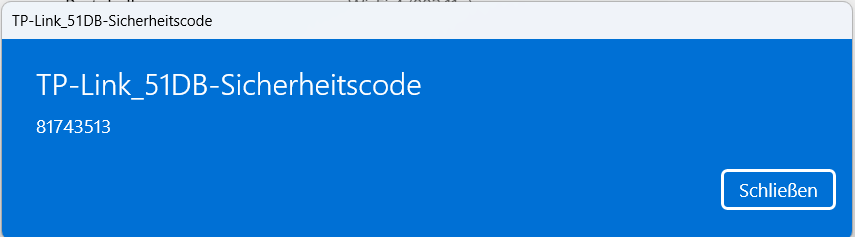 TP-Link_51DB-Sicherheitscode
TP-Link_51DB-Sicherheitscode
81743513
Schließen